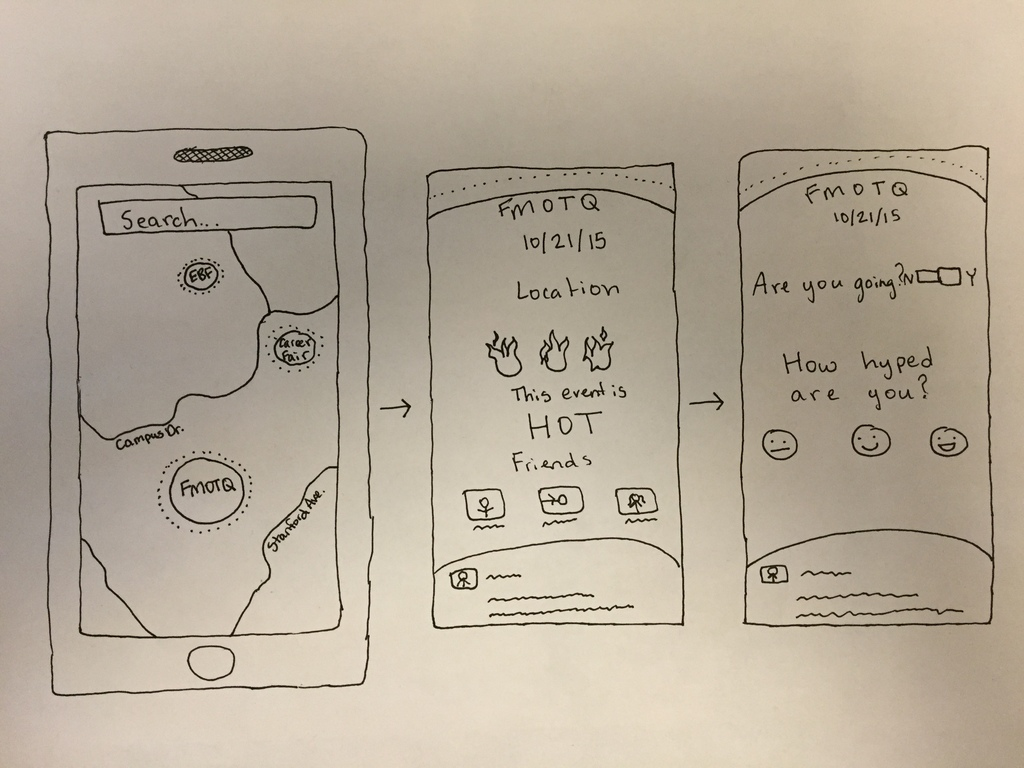 Search...
EBF
Career
Fair
Campus Dr.
FMOTQ
Stanford Ave.
FMOTQ
10/21/15
Location
This event is
HOT
Friends
FMOTQ
10/21/15
Are you going? N Y
How hyped
are you?